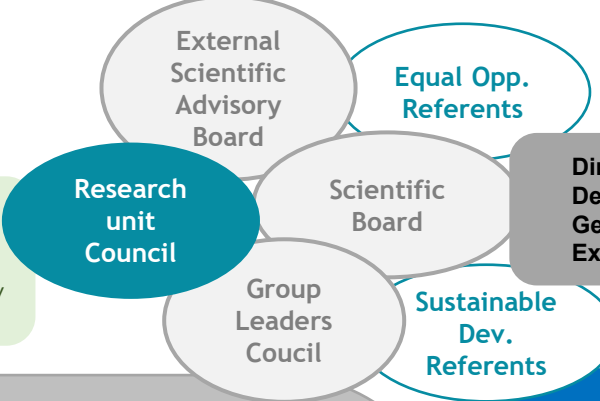 External
Scientific
Advisory
Board
Equal Opp.
Referents
Research
unit
Council
Scientific
Board
Group
Leaders
Coucil
Sustainable
Dev.
Referents